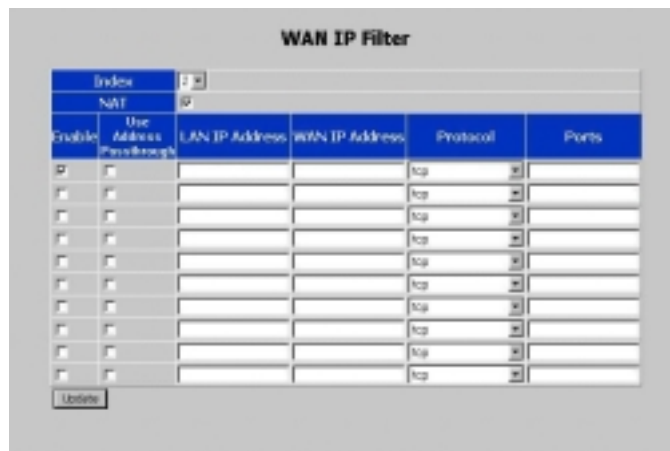 WAN IP Filter
Index 2
NAT
Enable Use Address Passthrough LAN IP Address WAN IP Address Protocol Ports
tcp
tcp
tcp
tcp
tcp
tcp
tcp
tcp
tcp
tcp
Update